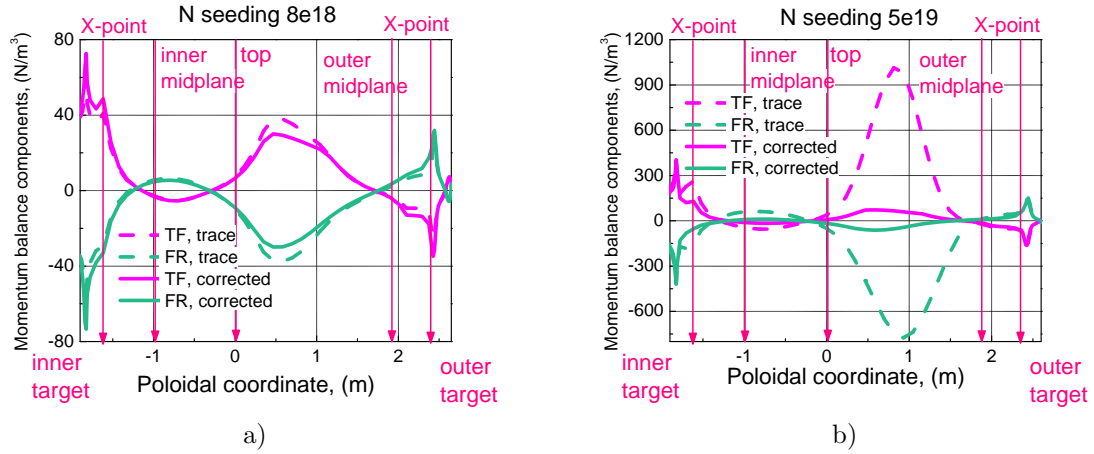 N seeding 8e18
X-point
X-point
80
40
0
-40
-80
Momentum balance components, (N/m³)
inner
midplane
top
outer
midplane
TF, trace
FR, trace
TF, corrected
FR, corrected
-1
0
1
2
inner
target
Poloidal coordinate, (m)
outer
target
a)
N seeding 5e19
X-point
X-point
1200
900
600
300
0
-300
-600
Momentum balance components, (N/m³)
inner
midplane
top
outer
midplane
TF, trace
FR, trace
TF, corrected
FR, corrected
-1
0
1
2
inner
target
Poloidal coordinate, (m)
outer
target
b)